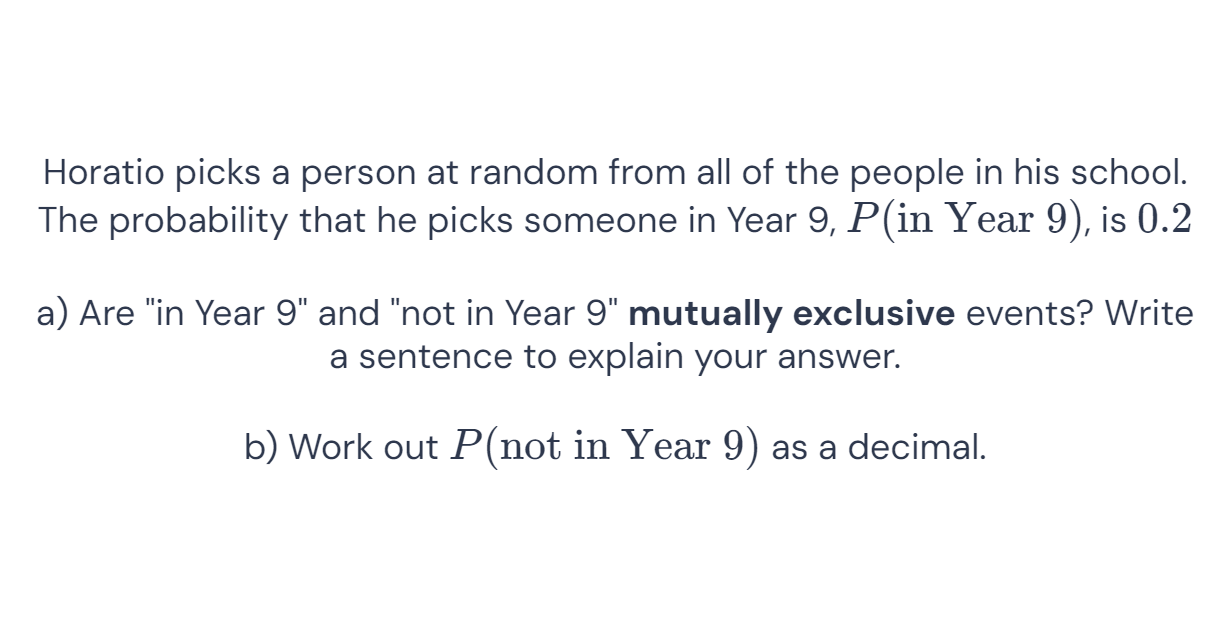 Horatio picks a person at random from all of the people in his school.
The probability that he picks someone in Year 9, P(in Year 9), is 0.2
a) Are "in Year 9" and "not in Year 9" mutually exclusive events? Write
a sentence to explain your answer.
b) Work out P(not in Year 9) as a decimal.